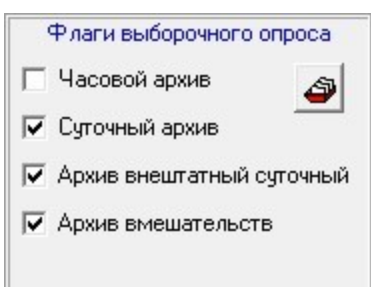 Флаги выборочного опроса
Часовой архив
Суточный архив
Архив внештатный суточный
Архив вмешательств